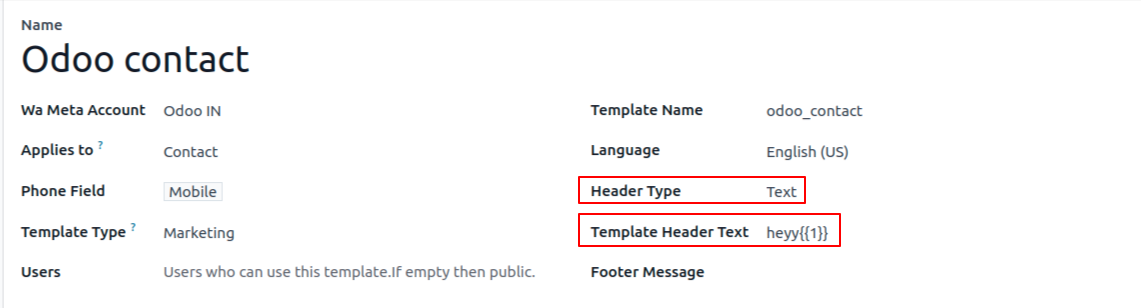 Name
Odoo contact
Wa Meta Account Odoo IN
Template Name odoo_contact
Applies to ? Contact
Language English (US)
Phone Field Mobile
Header Type Text
Template Type ? Marketing
Template Header Text heyy{{1}}
Users Users who can use this template.If empty then public.
Footer Message